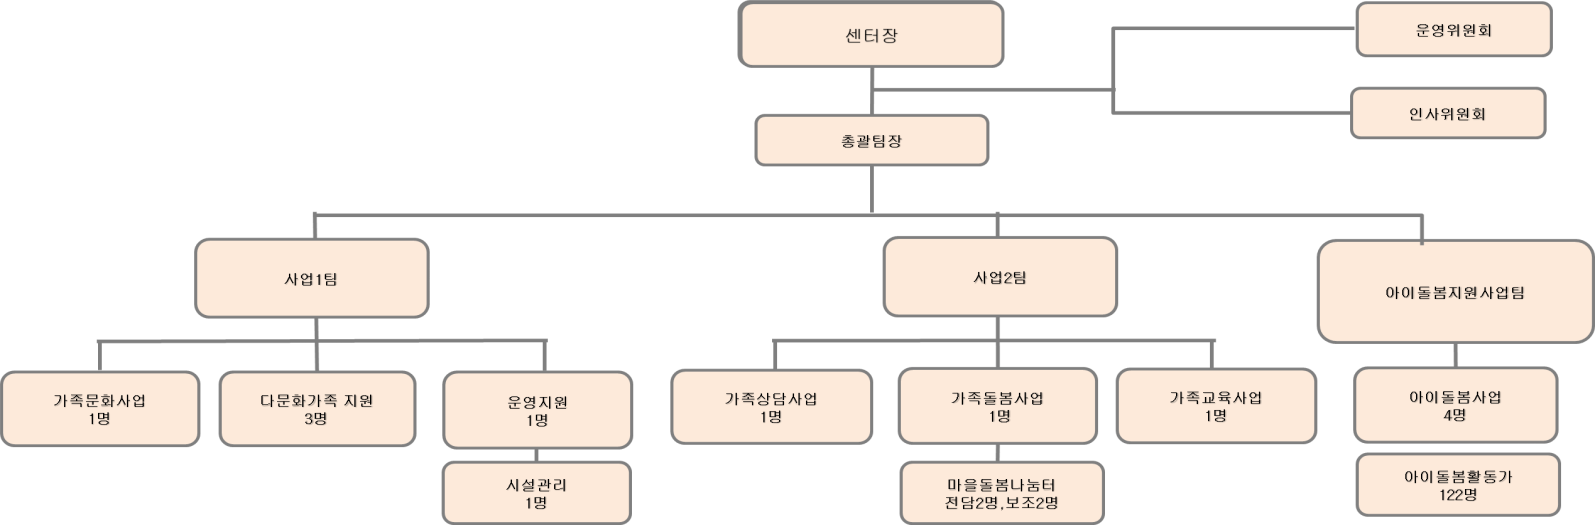 센터장
운영위원회
인사위원회
총괄팀장
사업1팀
사업2팀
아이돌봄지원사업팀
가족문화사업
1명
다문화가족 지원
3명
운영지원
1명
시설관리
1명
가족상담사업
1명
가족돌봄사업
1명
마을돌봄나눔터
전담2명,보조2명
가족교육사업
1명
아이돌봄사업
4명
아이돌봄활동가
122명